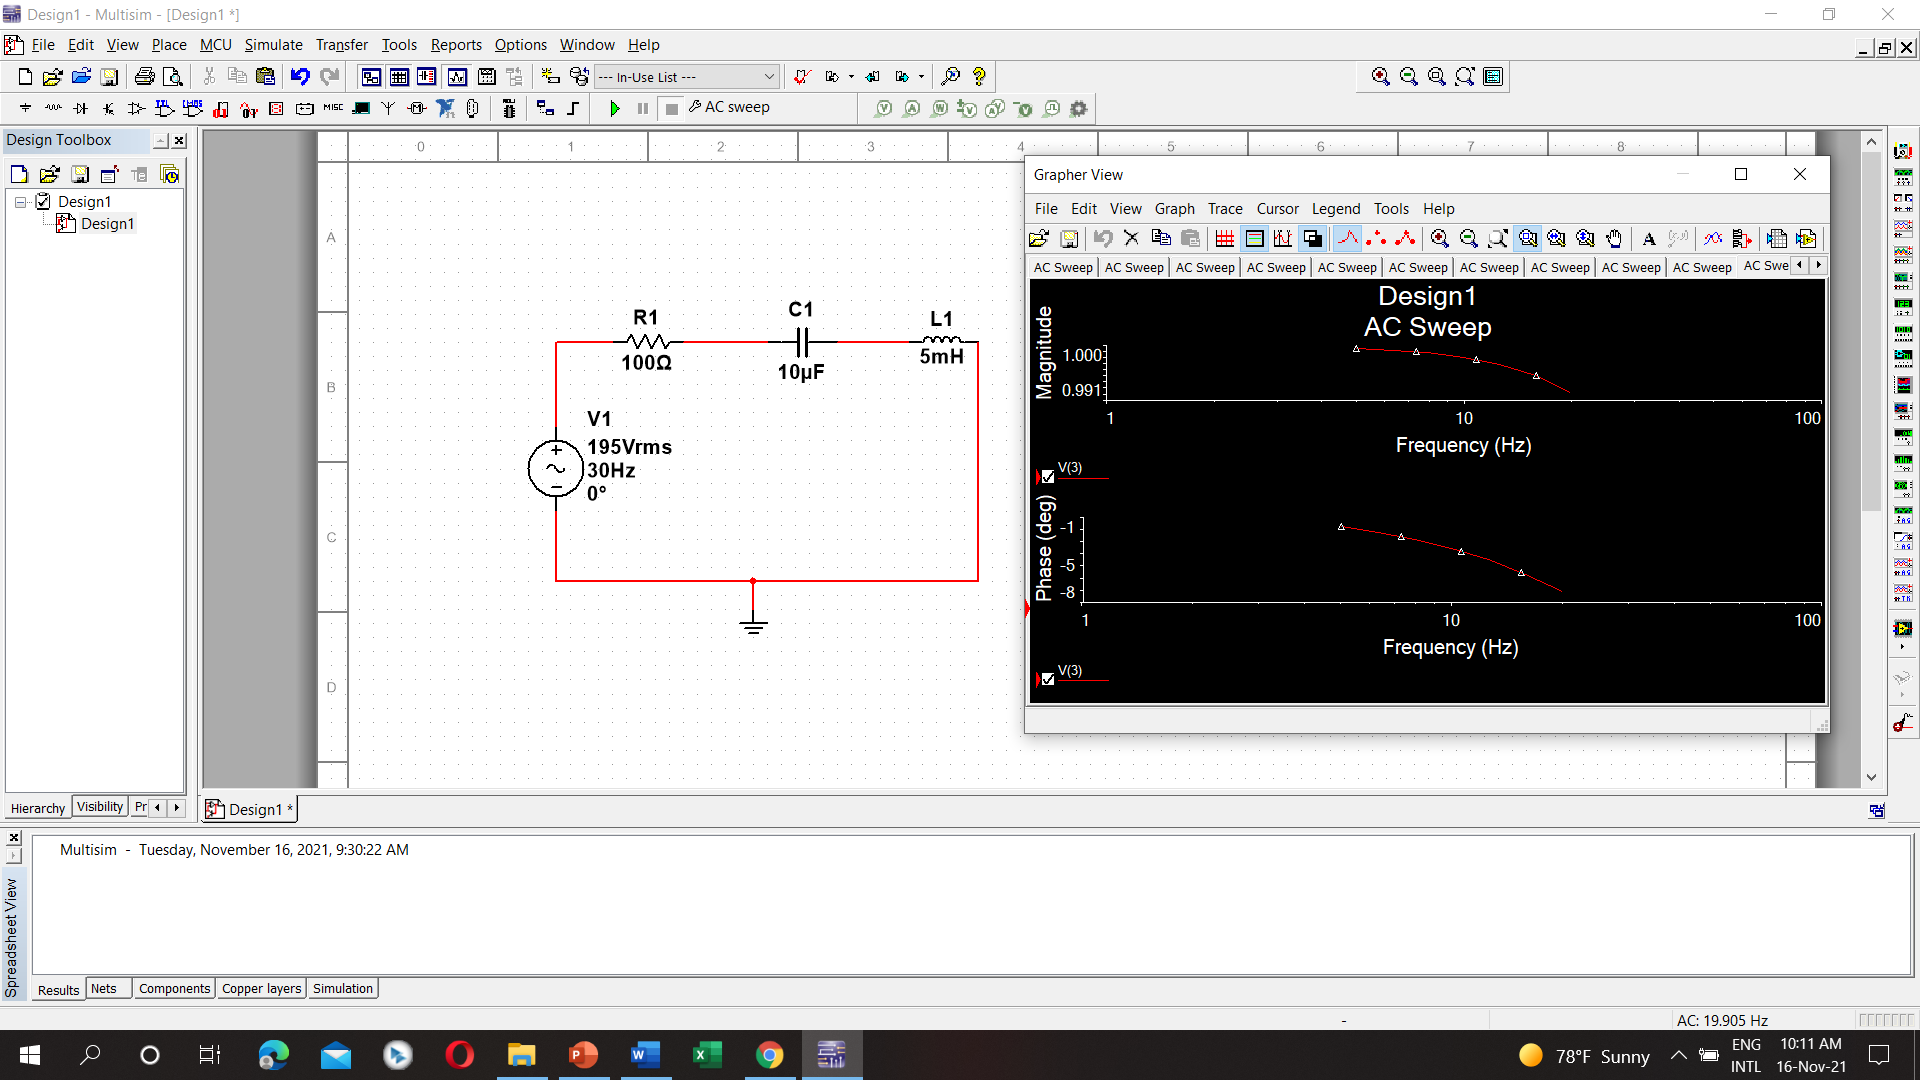 Design1 - Multisim - [Design1 *]
File Edit View Place MCU Simulate Transfer Tools Reports Options Window Help
--- In-Use List ---
MISC
AC sweep
Design Toolbox
Design1
Design1
0 1 2 3 4 5 6 7 8
A
B
C
D
R1
100Ω
C1
10µF
L1
5mH
V1
195Vrms
30Hz
0°
Grapher View
File Edit View Graph Trace Cursor Legend Tools Help
AC Sweep AC Sweep AC Sweep AC Sweep AC Sweep AC Sweep AC Sweep AC Sweep AC Sweep AC Sweep AC Swe
Design1
AC Sweep
Magnitude
1.000
0.991
1 10 100
Frequency (Hz)
V(3)
Phase (deg)
-1
-5
-8
1 10 100
Frequency (Hz)
V(3)
Hierarchy Visibility Pr
Design1 *
Multisim - Tuesday, November 16, 2021, 9:30:22 AM
Spreadsheet View
Results Nets Components Copper layers Simulation
- AC: 19.905 Hz
78°F Sunny
ENG
INTL
10:11 AM
16-Nov-21